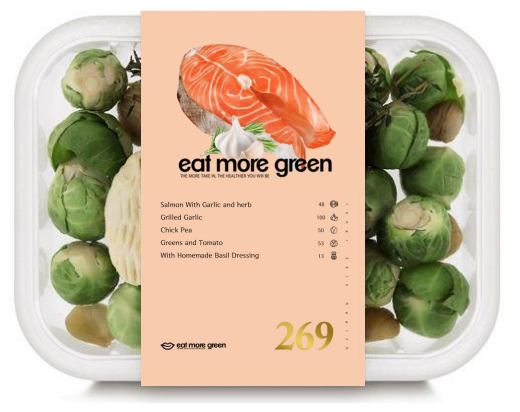 eat more green
THE MORE TAKE IN, THE HEALTHIER YOU WILL BE
Salmon With Garlic and herb 48
Grilled Garlic 100
Chick Pea 50
Greens and Tomato 53
With Homemade Basil Dressing 13
269
eat more green